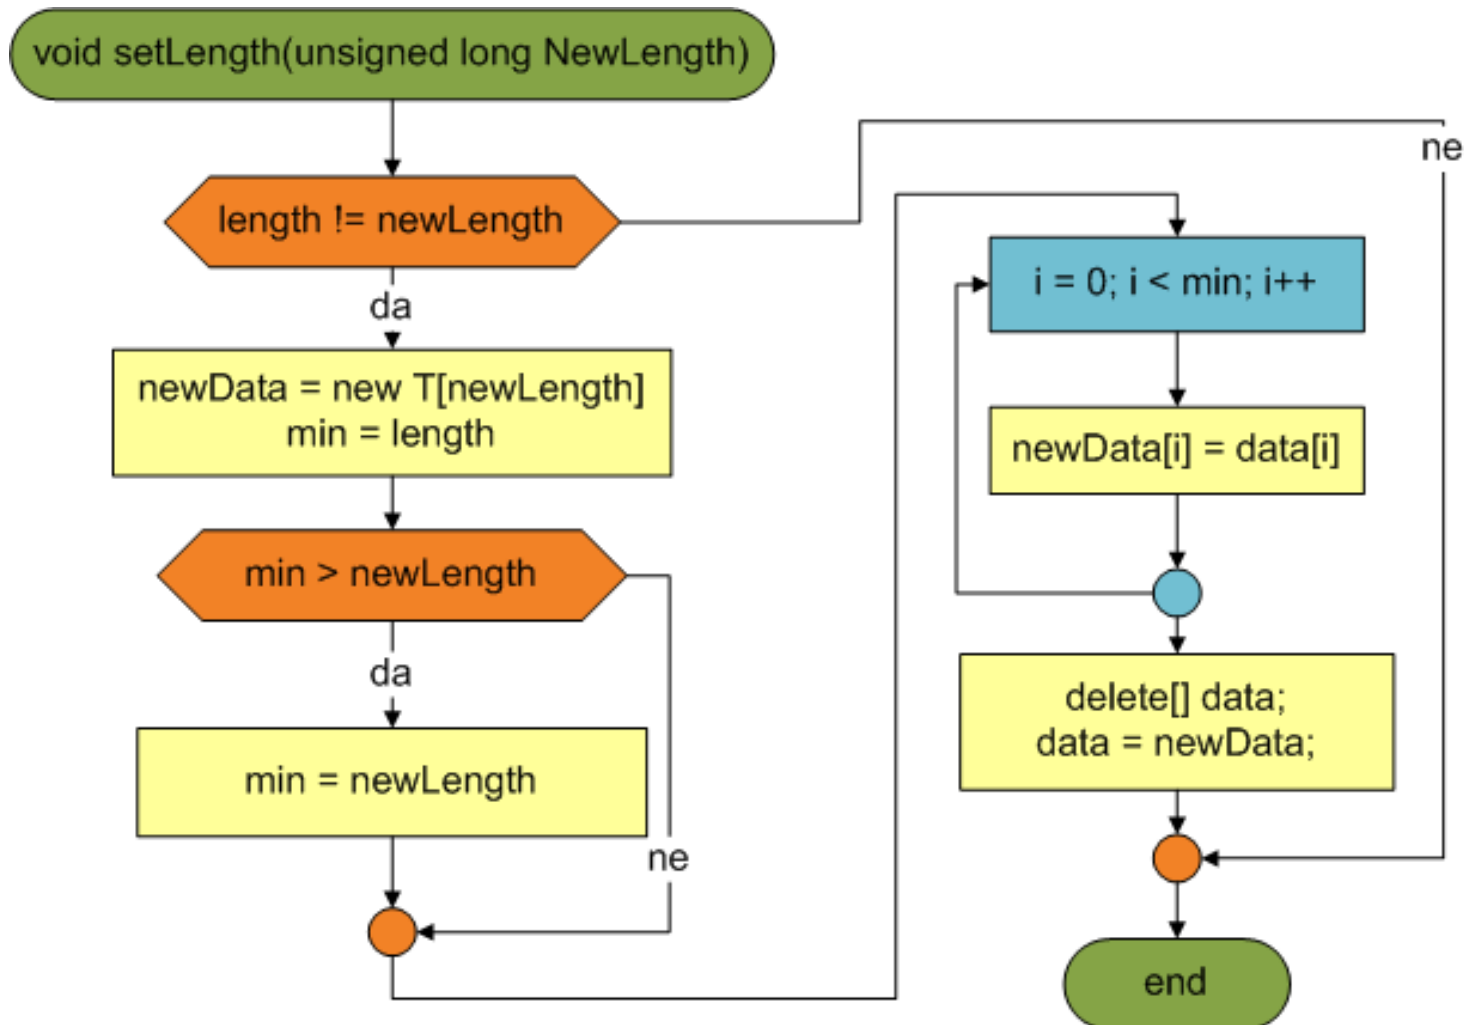 void setLength(unsigned long NewLength)
length != newLength
da
newData = new T[newLength]
min = length
min > newLength
da
min = newLength
ne
ne
i = 0; i < min; i++
newData[i] = data[i]
delete[] data;
data = newData;
end